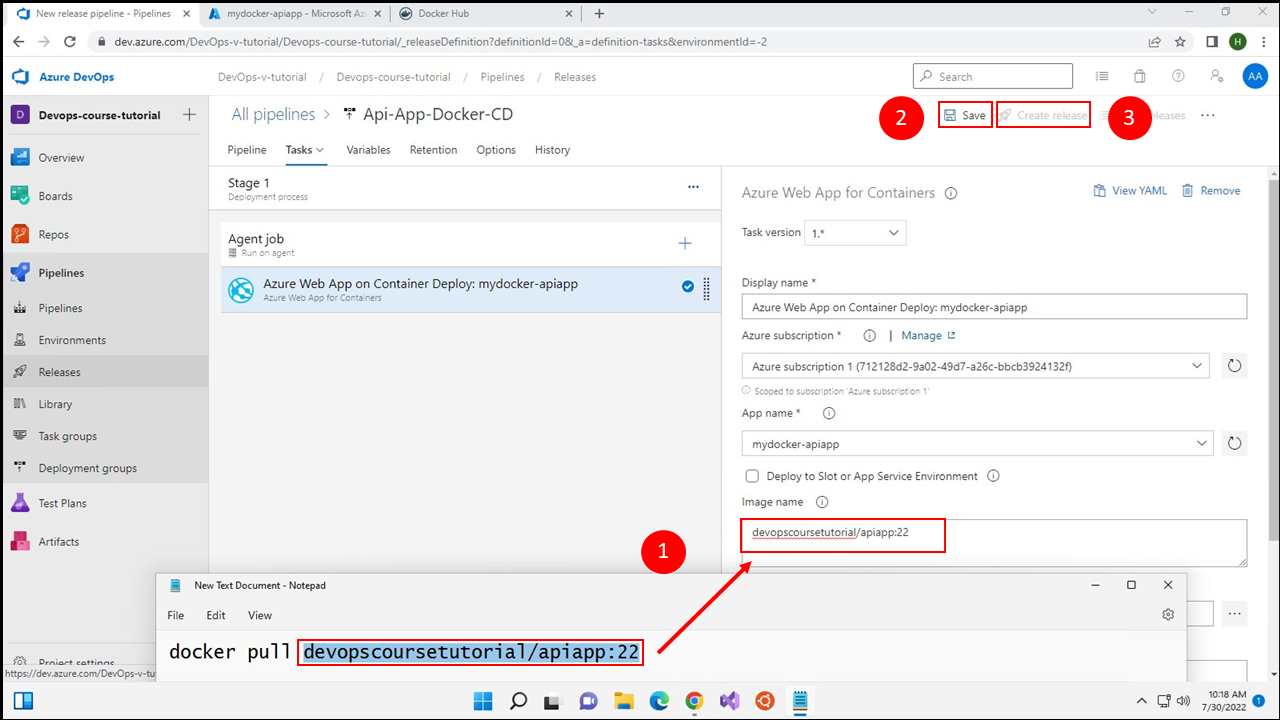 New release pipeline - Pipelines
mydocker-apiapp - Microsoft Az
Docker Hub
dev.azure.com/DevOps-v-tutorial/Devops-course-tutorial/_releaseDefinition?definitionId=0&_a=definition-tasks&environmentId=-2
H
Azure DevOps
DevOps-v-tutorial / Devops-course-tutorial / Pipelines / Releases
Search
AA
D
Devops-course-tutorial
Overview
Boards
Repos
Pipelines
Pipelines
Environments
Releases
Library
Task groups
Deployment groups
Test Plans
Artifacts
Project settings
https://dev.azure.com/DevOps-v-tu
All pipelines > Api-App-Docker-CD
2
Save
Create release
3
eleases
Pipeline Tasks Variables Retention Options History
Stage 1
Deployment process
Agent job
Run on agent
Azure Web App on Container Deploy: mydocker-apiapp
Azure Web App for Containers
Azure Web App for Containers
View YAML
Remove
Task version 1.*
Display name *
Azure Web App on Container Deploy: mydocker-apiapp
Azure subscription * | Manage
Azure subscription 1 (712128d2-9a02-49d7-a26c-bbcb3924132f)
Scoped to subscription 'Azure subscription 1'
App name *
mydocker-apiapp
Deploy to Slot or App Service Environment
Image name
devopscoursetutorial/apiapp:22
1
New Text Document - Notepad
File Edit View
docker pull devopscoursetutorial/apiapp:22
10:18 AM
7/30/2022
1